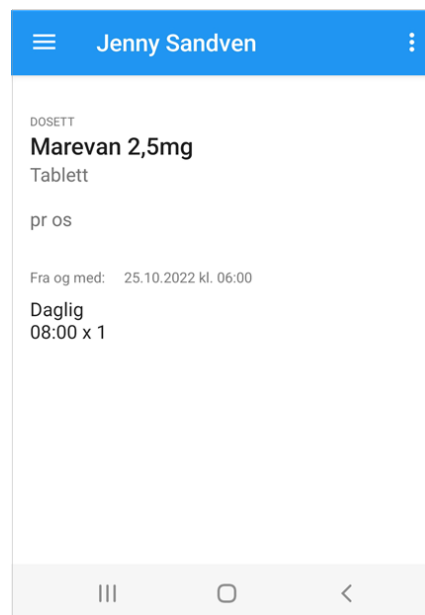 Jenny Sandven
DOSETT
Marevan 2,5mg
Tablett
pr os
Fra og med: 25.10.2022 kl. 06:00
Daglig
08:00 x 1